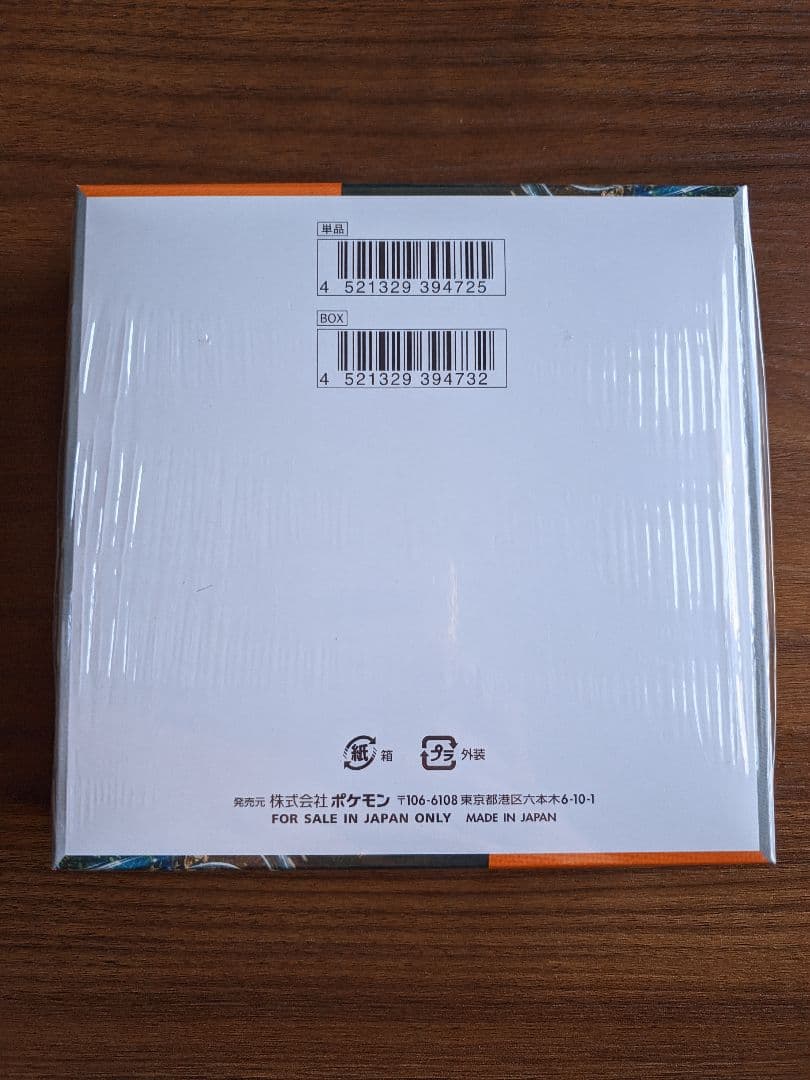 単品
4 521329 394725
BOX
4 521329 394732
紙 箱 プラ 外装
発売元 株式会社 ポケモン 〒106-6108 東京都港区六本木6-10-1
FOR SALE IN JAPAN ONLY MADE IN JAPAN